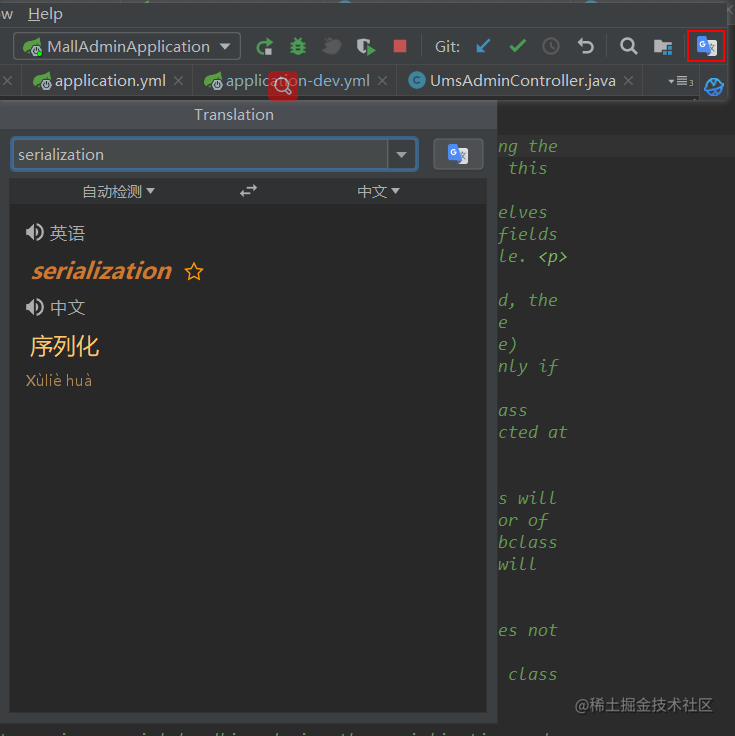 ow Help
MallAdminApplication Git:
application.yml application-dev.yml UmsAdminController.java 3
Translation
serialization
自动检测 中文
英语
serialization
中文
序列化
Xùliè huà
ng the
this
elves
fields
le. <p>
d, the
e
e)
nly if
ass
cted at
s will
or of
bclass
will
es not
class
@稀土掘金技术社区